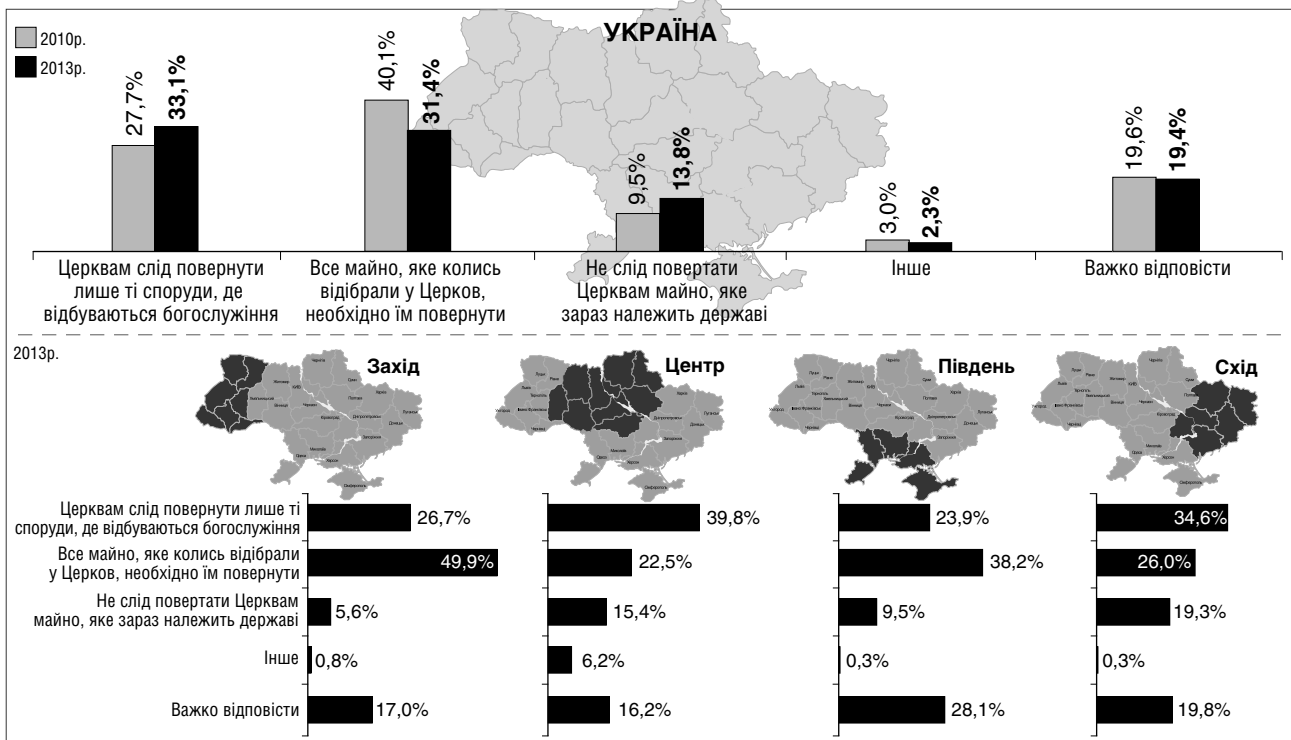 УКРАЇНА
2010р.
2013р.
27,7%
33,1%
40,1%
31,4%
9,5%
13,8%
3,0%
2,3%
19,6%
19,4%
Церквам слід повернути
лише ті споруди, де
відбуваються богослужіння
Все майно, яке колись
відібрали у Церков,
необхідно їм повернути
Не слід повертати
Церквам майно, яке
зараз належить державі
Інше
Важко відповісти
2013р.
Захід
Центр
Південь
Схід
Церквам слід повернути лише ті
споруди, де відбуваються богослужіння
26,7%
39,8%
23,9%
34,6%
Все майно, яке колись відібрали
у Церков, необхідно їм повернути
49,9%
22,5%
38,2%
26,0%
Не слід повертати Церквам
майно, яке зараз належить державі
5,6%
15,4%
9,5%
19,3%
Інше
0,8%
6,2%
0,3%
0,3%
Важко відповісти
17,0%
16,2%
28,1%
19,8%